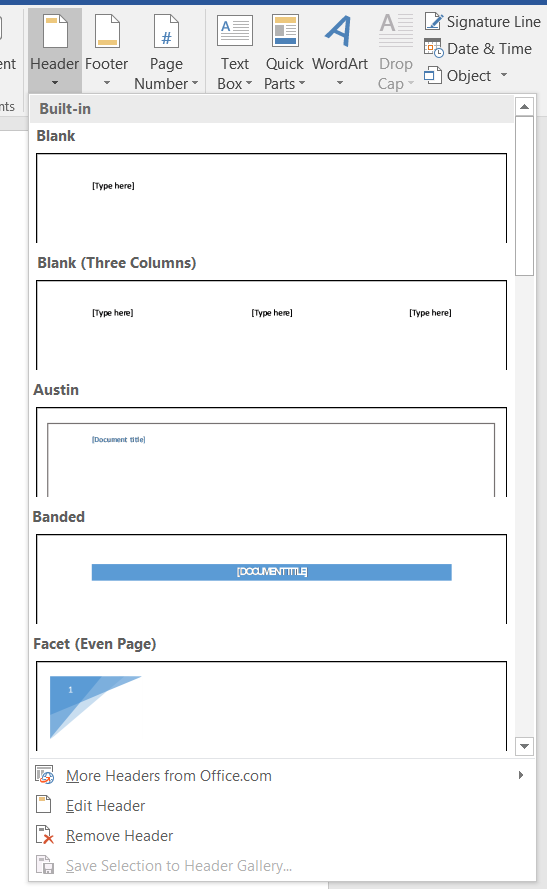 ent
nts
Header
Footer
Page
Number
#
A
Text
Box
Quick
Parts
A
WordArt
A
Drop
Cap
Signature Line
Date & Time
Object
Built-in
Blank
[Type here]
Blank (Three Columns)
[Type here] [Type here] [Type here]
Austin
[Document title]
Banded
[DOCUMENT TITLE]
Facet (Even Page)
1
More Headers from Office.com
Edit Header
Remove Header
Save Selection to Header Gallery...